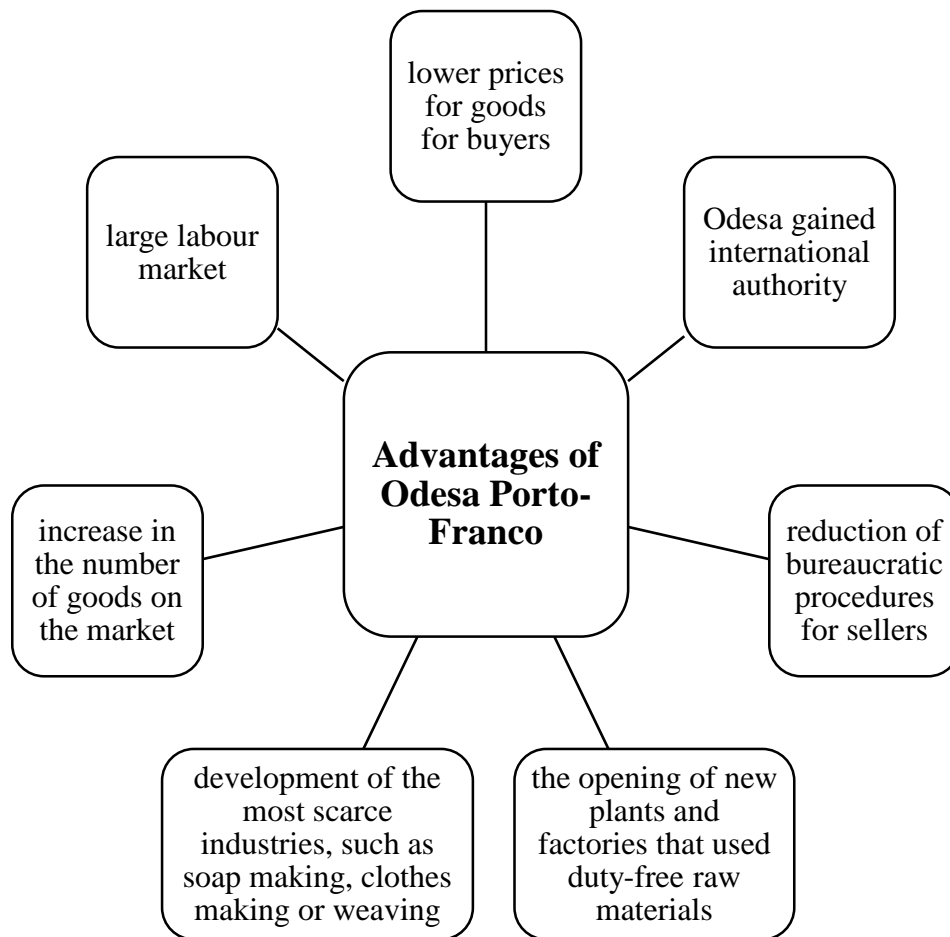 lower prices
for goods
for buyers
Odesa gained
international
authority
reduction of
bureaucratic
procedures
for sellers
the opening of new
plants and
factories that used
duty-free raw
materials
development of the
most scarce
industries, such as
soap making, clothes
making or weaving
increase in
the number
of goods on
the market
large labour
market
Advantages of
Odesa Porto-
Franco